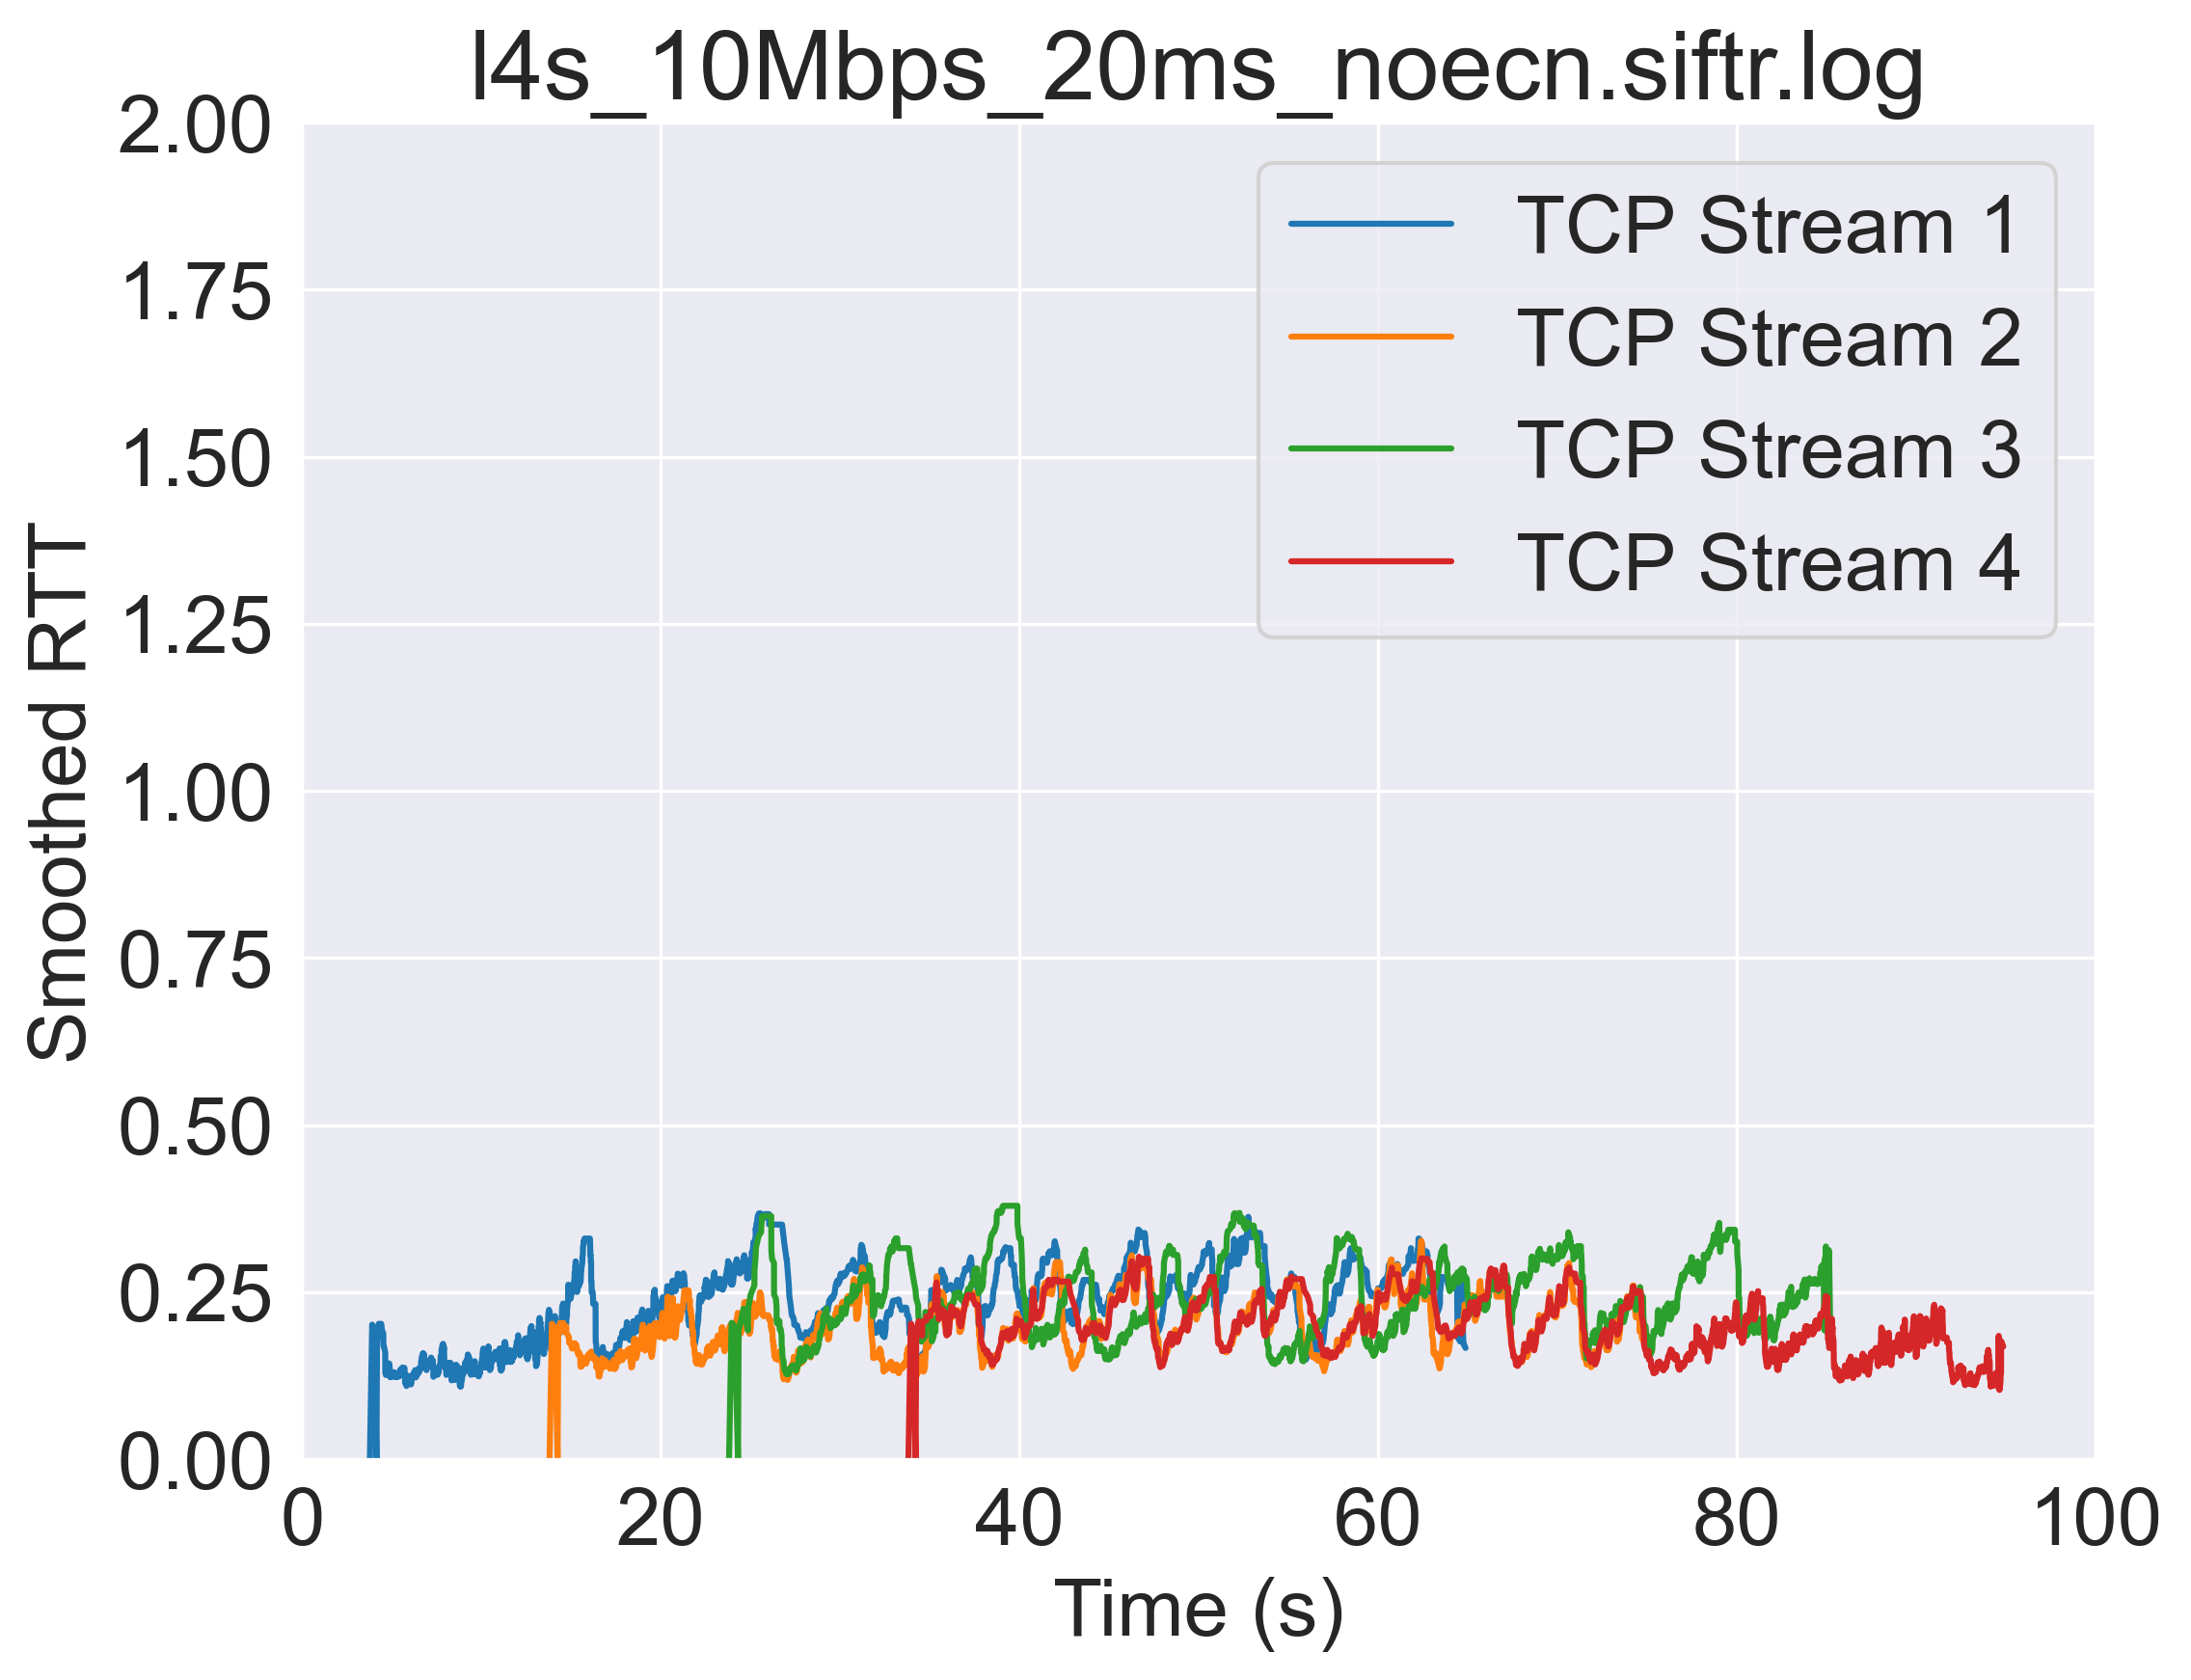 l4s_10Mbps_20ms_noecn.siftr.log
2.00
1.75
1.50
1.25
1.00
0.75
0.50
0.25
0.00
Smoothed RTT
TCP Stream 1
TCP Stream 2
TCP Stream 3
TCP Stream 4
0 20 40 60 80 100
Time (s)